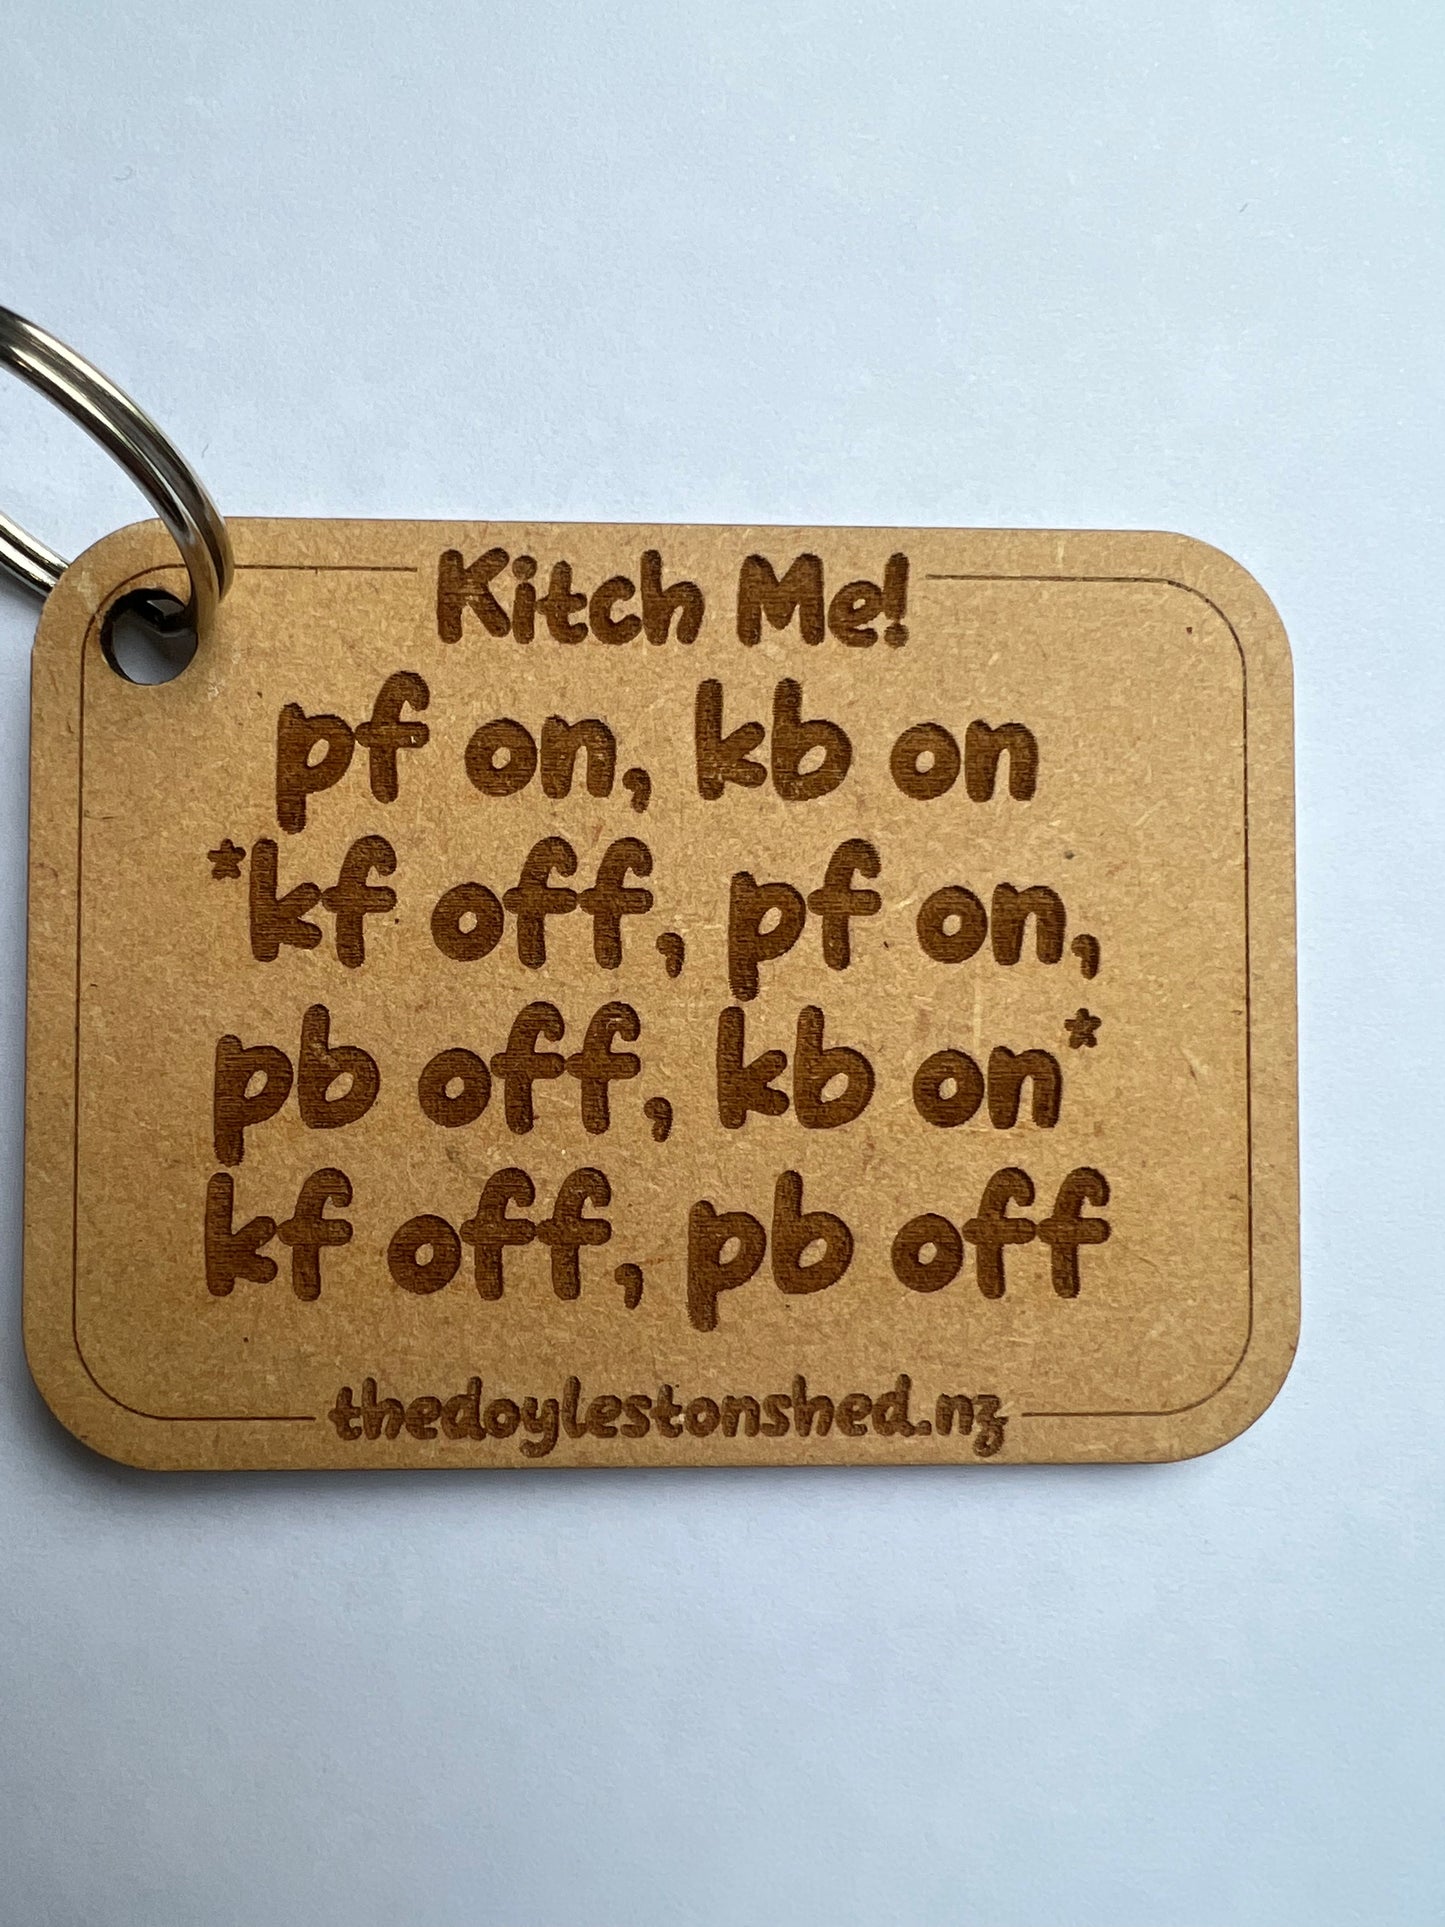 Kitch Me!
pf on, kb on
*kf off, pf on,
pb off, kb on*
kf off, pb off
thedoylestonshed.nz